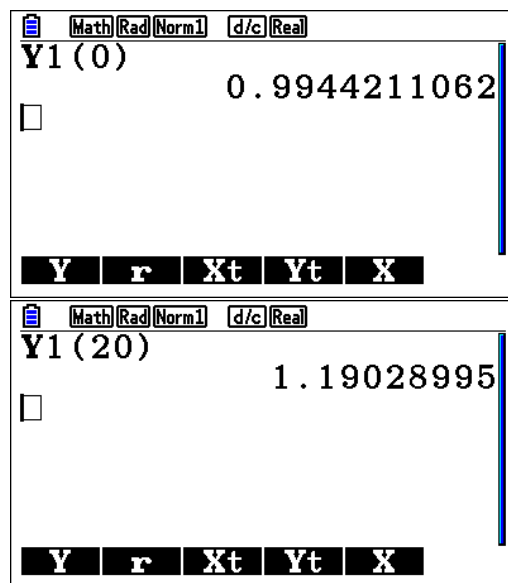 Math Rad Norm1 d/c Real
Y1(0)
0.9944211062
Y r Xt Yt X
Math Rad Norm1 d/c Real
Y1(20)
1.19028995
Y r Xt Yt X